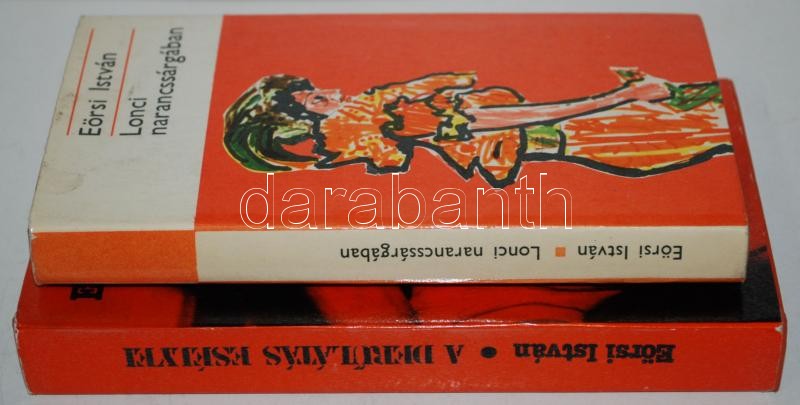 Eörsi István
Lonci
narancssárgában
darabanth
Eörsi István ■ Lonci narancssárgában
Eörsi István • A DERŰLÁTÁS ESÉLYEI